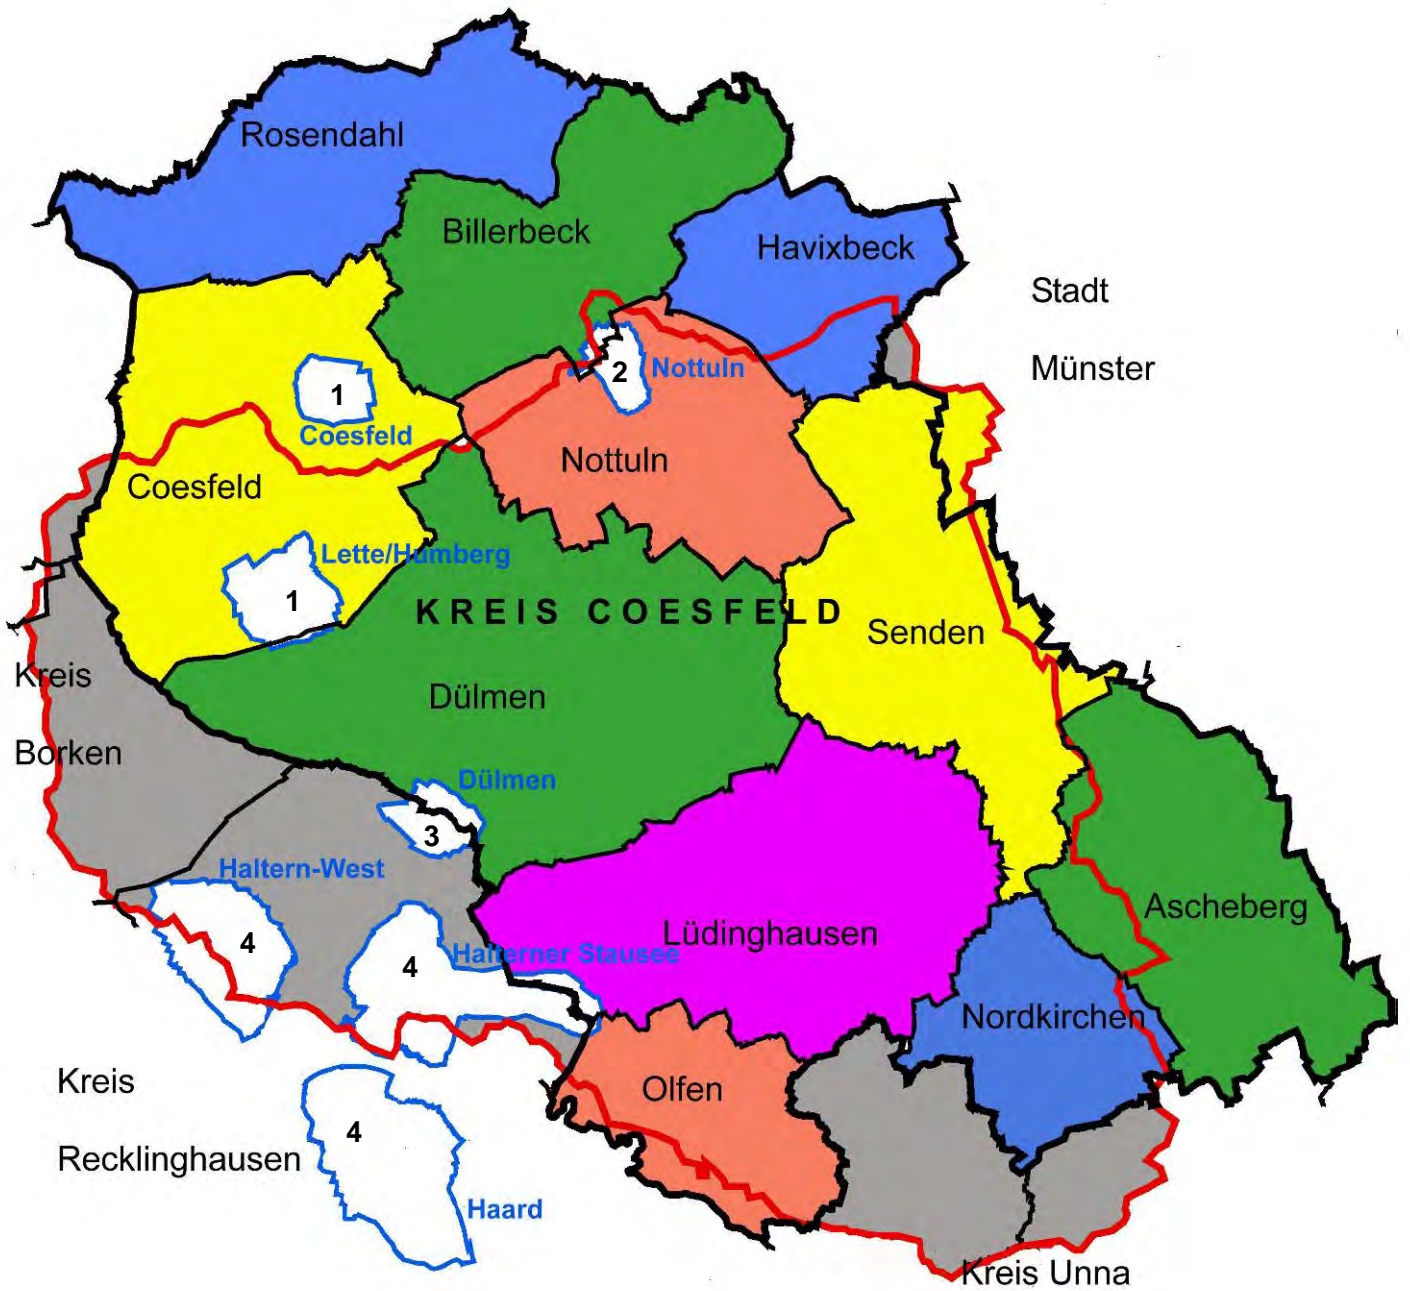 Rosendahl
Billerbeck
Havixbeck
Stadt
Münster
2
Nottuln
1
Coesfeld
Nottuln
Coesfeld
Lette/Humberg
1
KREIS COESFELD
Senden
Kreis
Borken
Dülmen
Dülmen
3
Haltern-West
4
4
Halterner Stausee
Lüdinghausen
Ascheberg
Nordkirchen
Kreis
Recklinghausen
4
Haard
Olfen
Kreis Unna